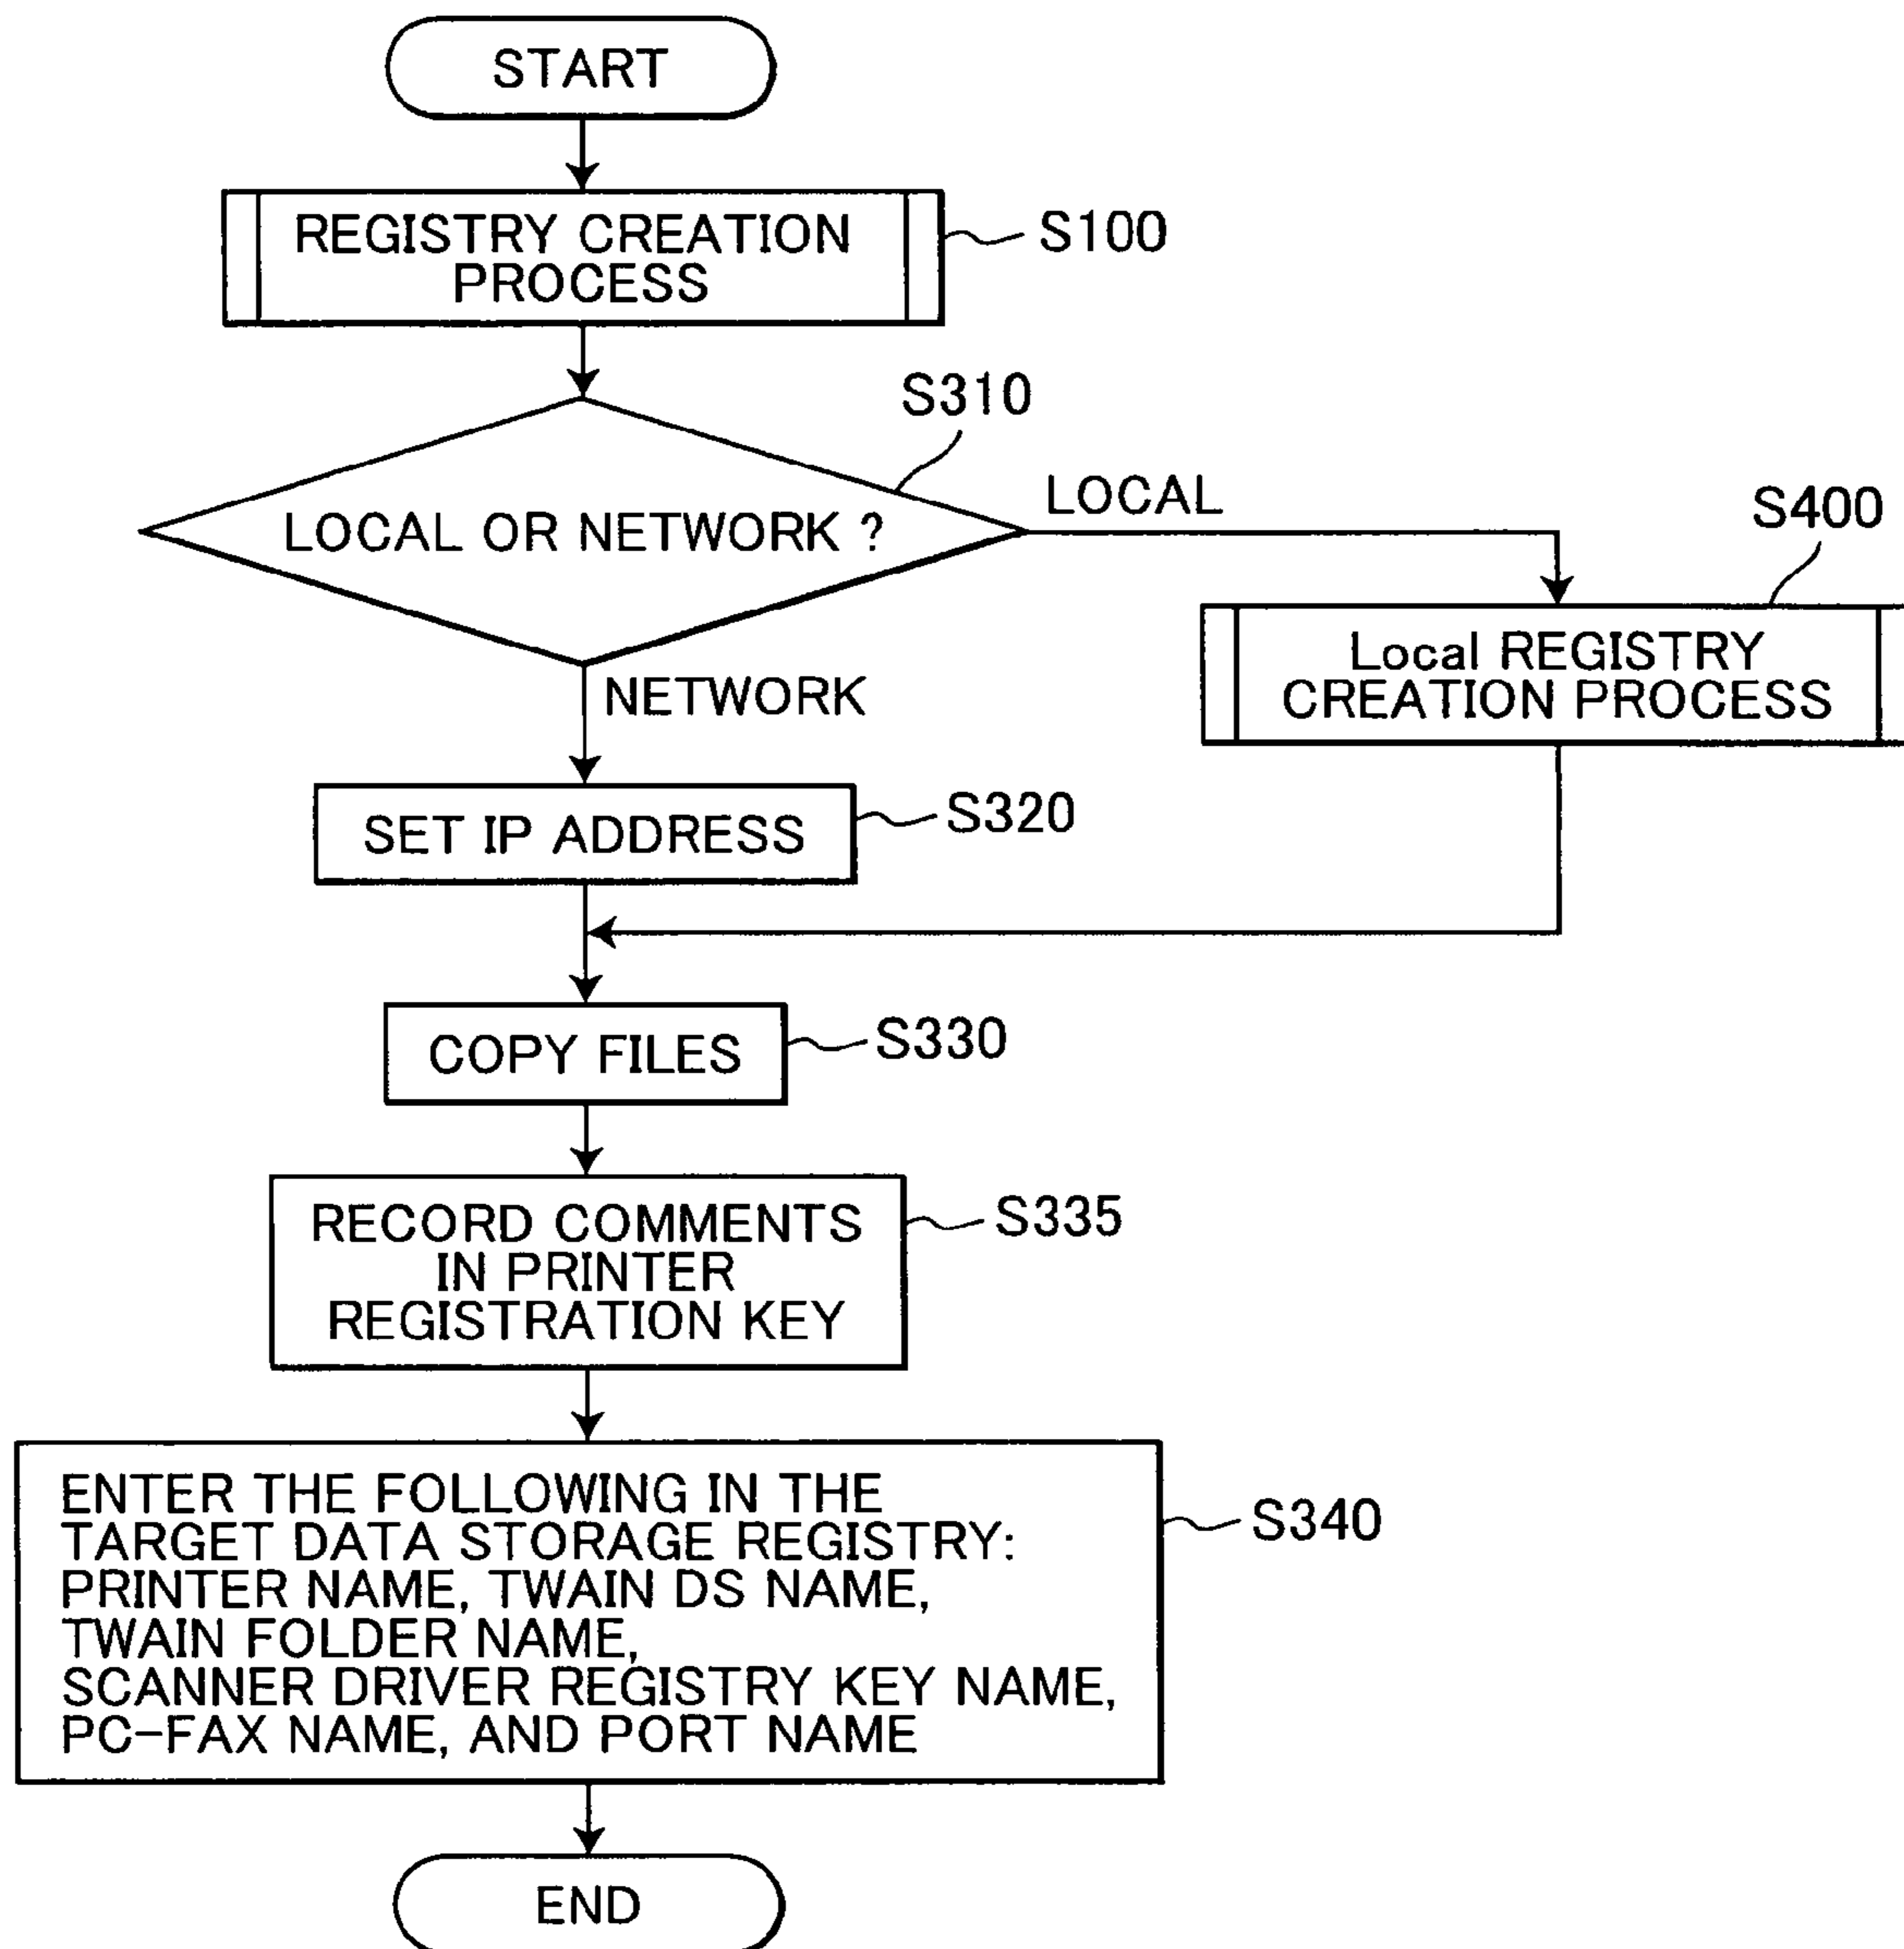 START
REGISTRY CREATION
PROCESS
S100
S310
LOCAL OR NETWORK ?
LOCAL
S400
Local REGISTRY
CREATION PROCESS
NETWORK
SET IP ADDRESS
S320
COPY FILES
S330
RECORD COMMENTS
IN PRINTER
REGISTRATION KEY
S335
ENTER THE FOLLOWING IN THE
TARGET DATA STORAGE REGISTRY:
PRINTER NAME, TWAIN DS NAME,
TWAIN FOLDER NAME,
SCANNER DRIVER REGISTRY KEY NAME,
PC-FAX NAME, AND PORT NAME
S340
END